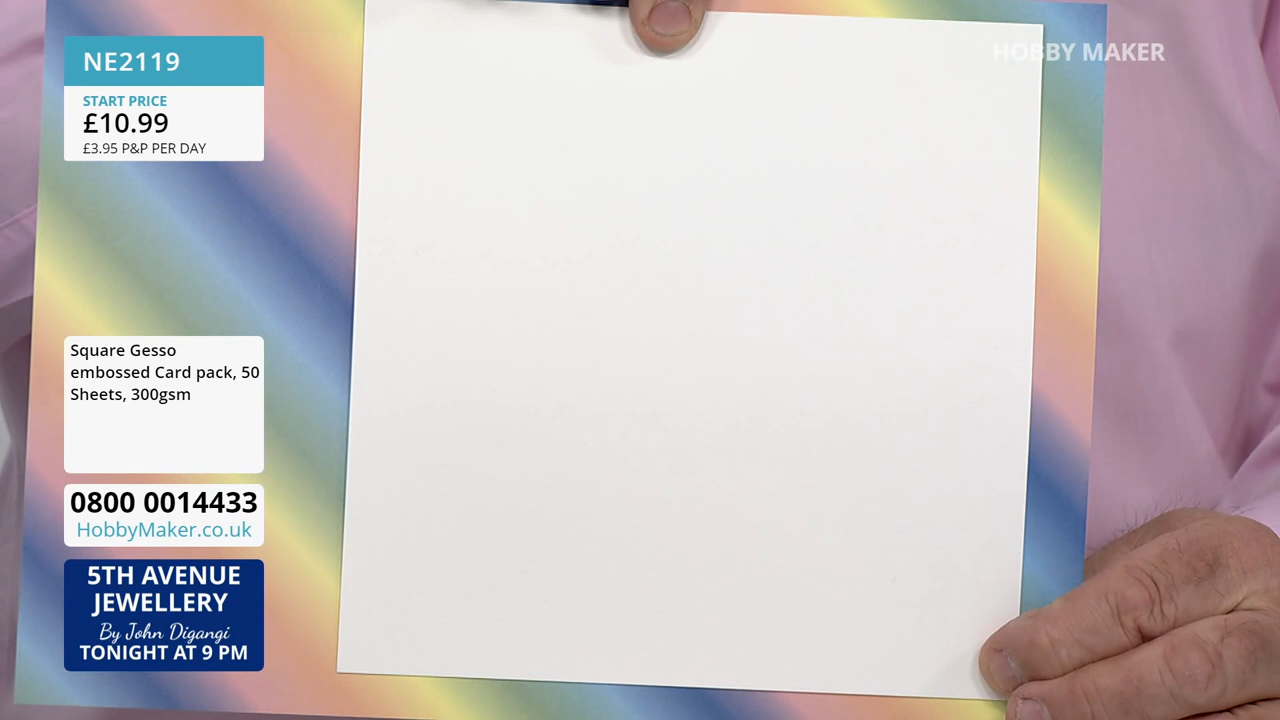 NE2119
START PRICE
£10.99
£3.95 P&P PER DAY
HOBBY MAKER
Square Gesso
embossed Card pack, 50
Sheets, 300gsm
0800 0014433
HobbyMaker.co.uk
5TH AVENUE
JEWELLERY
By John Digangi
TONIGHT AT 9 PM